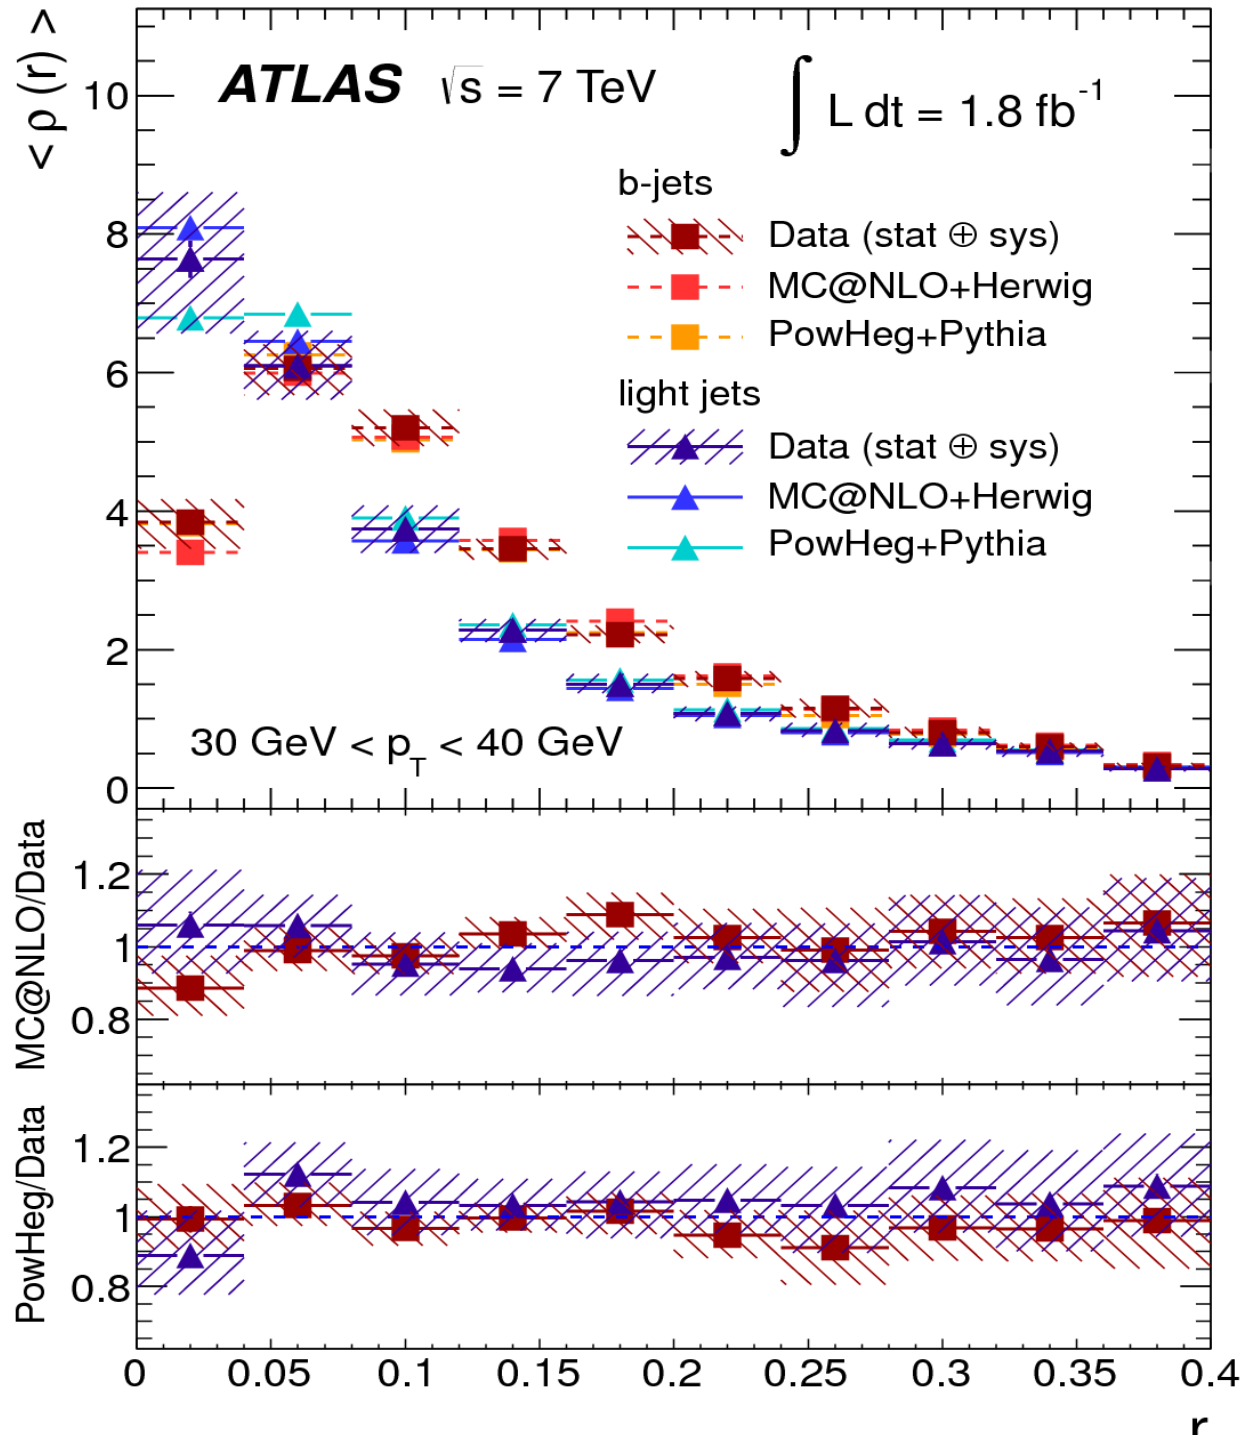 < ρ (r) >
ATLAS √s = 7 TeV ∫ L dt = 1.8 fb⁻¹
10
8
6
4
2
0
b-jets
Data (stat ⊕ sys)
MC@NLO+Herwig
PowHeg+Pythia
light jets
Data (stat ⊕ sys)
MC@NLO+Herwig
PowHeg+Pythia
30 GeV < p_T < 40 GeV
MC@NLO/Data
1.2
1
0.8
PowHeg/Data
1.2
1
0.8
0 0.05 0.1 0.15 0.2 0.25 0.3 0.35 0.4
r